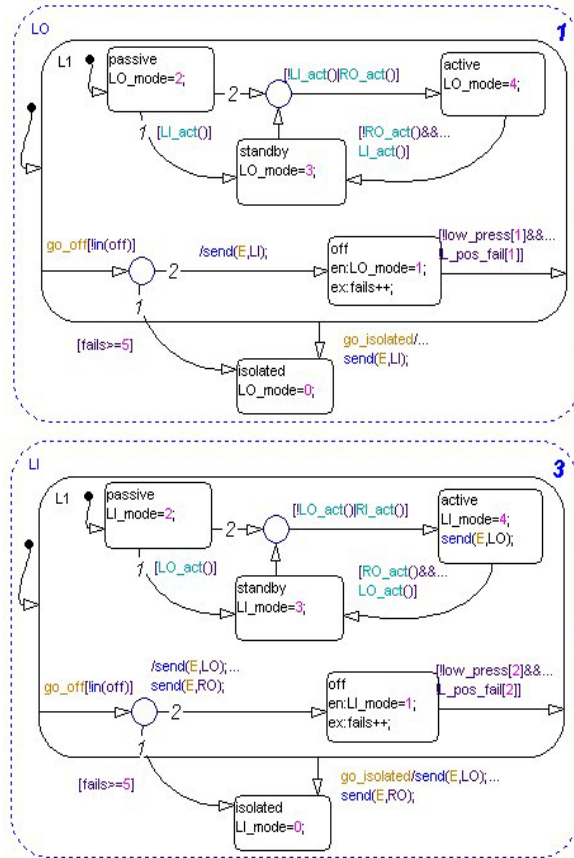 LO
1
L1
passive
LO_mode=2;
[!LI_act()|RO_act()]
active
LO_mode=4;
2
1
[LI_act()]
standby
LO_mode=3;
[!RO_act()&&...
LI_act()]
go_off[!in(off)]
/send(E,LI);
2
off
en:LO_mode=1;
ex:fails++;
[!low_press[1]&&...
L_pos_fail[1]]
1
[fails>=5]
go_isolated/...
send(E,LI);
isolated
LO_mode=0;
LI
3
L1
passive
LI_mode=2;
[!LO_act()|RI_act()]
active
LI_mode=4;
send(E,LO);
2
1
[LO_act()]
standby
LI_mode=3;
[RO_act()&&...
LO_act()]
/send(E,LO);...
send(E,RO);
go_off[!in(off)]
2
off
en:LI_mode=1;
ex:fails++;
[!low_press[2]&&...
L_pos_fail[2]]
1
[fails>=5]
go_isolated/send(E,LO);...
send(E,RO);
isolated
LI_mode=0;